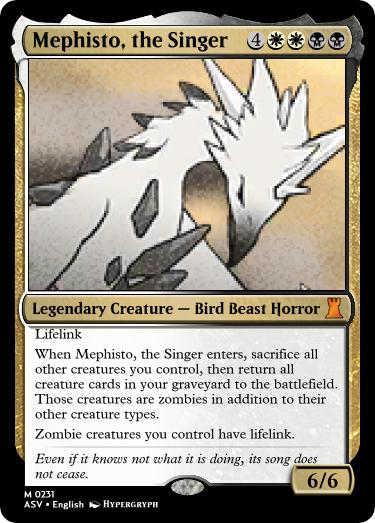 Mephisto, the Singer 4
Legendary Creature — Bird Beast Horror
Lifelink
When Mephisto, the Singer enters, sacrifice all
other creatures you control, then return all
creature cards in your graveyard to the battlefield.
Those creatures are zombies in addition to their
other creature types.
Zombie creatures you control have lifelink.
Even if it knows not what it is doing, its song does
not cease.
6/6
M 0231
ASV • English HYPERGRYPH